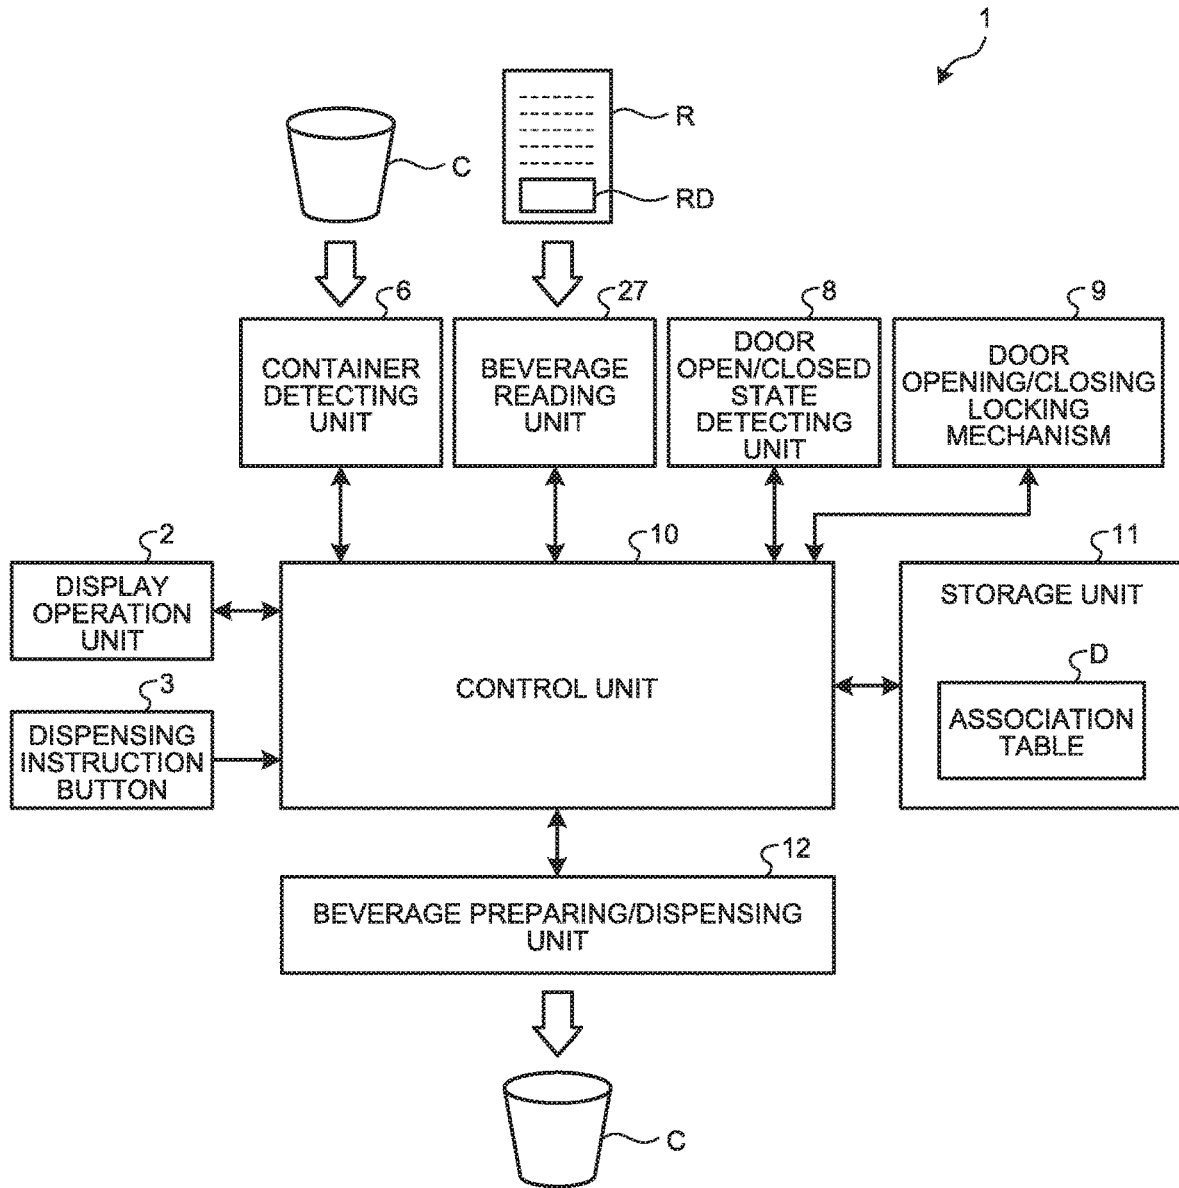 1
R
C
RD
6
27
8
9
CONTAINER
DETECTING
UNIT
BEVERAGE
READING
UNIT
DOOR
OPEN/CLOSED
STATE
DETECTING
UNIT
DOOR
OPENING/CLOSING
LOCKING
MECHANISM
2
10
11
DISPLAY
OPERATION
UNIT
3
DISPENSING
INSTRUCTION
BUTTON
CONTROL UNIT
STORAGE UNIT
D
ASSOCIATION
TABLE
12
BEVERAGE PREPARING/DISPENSING
UNIT
C